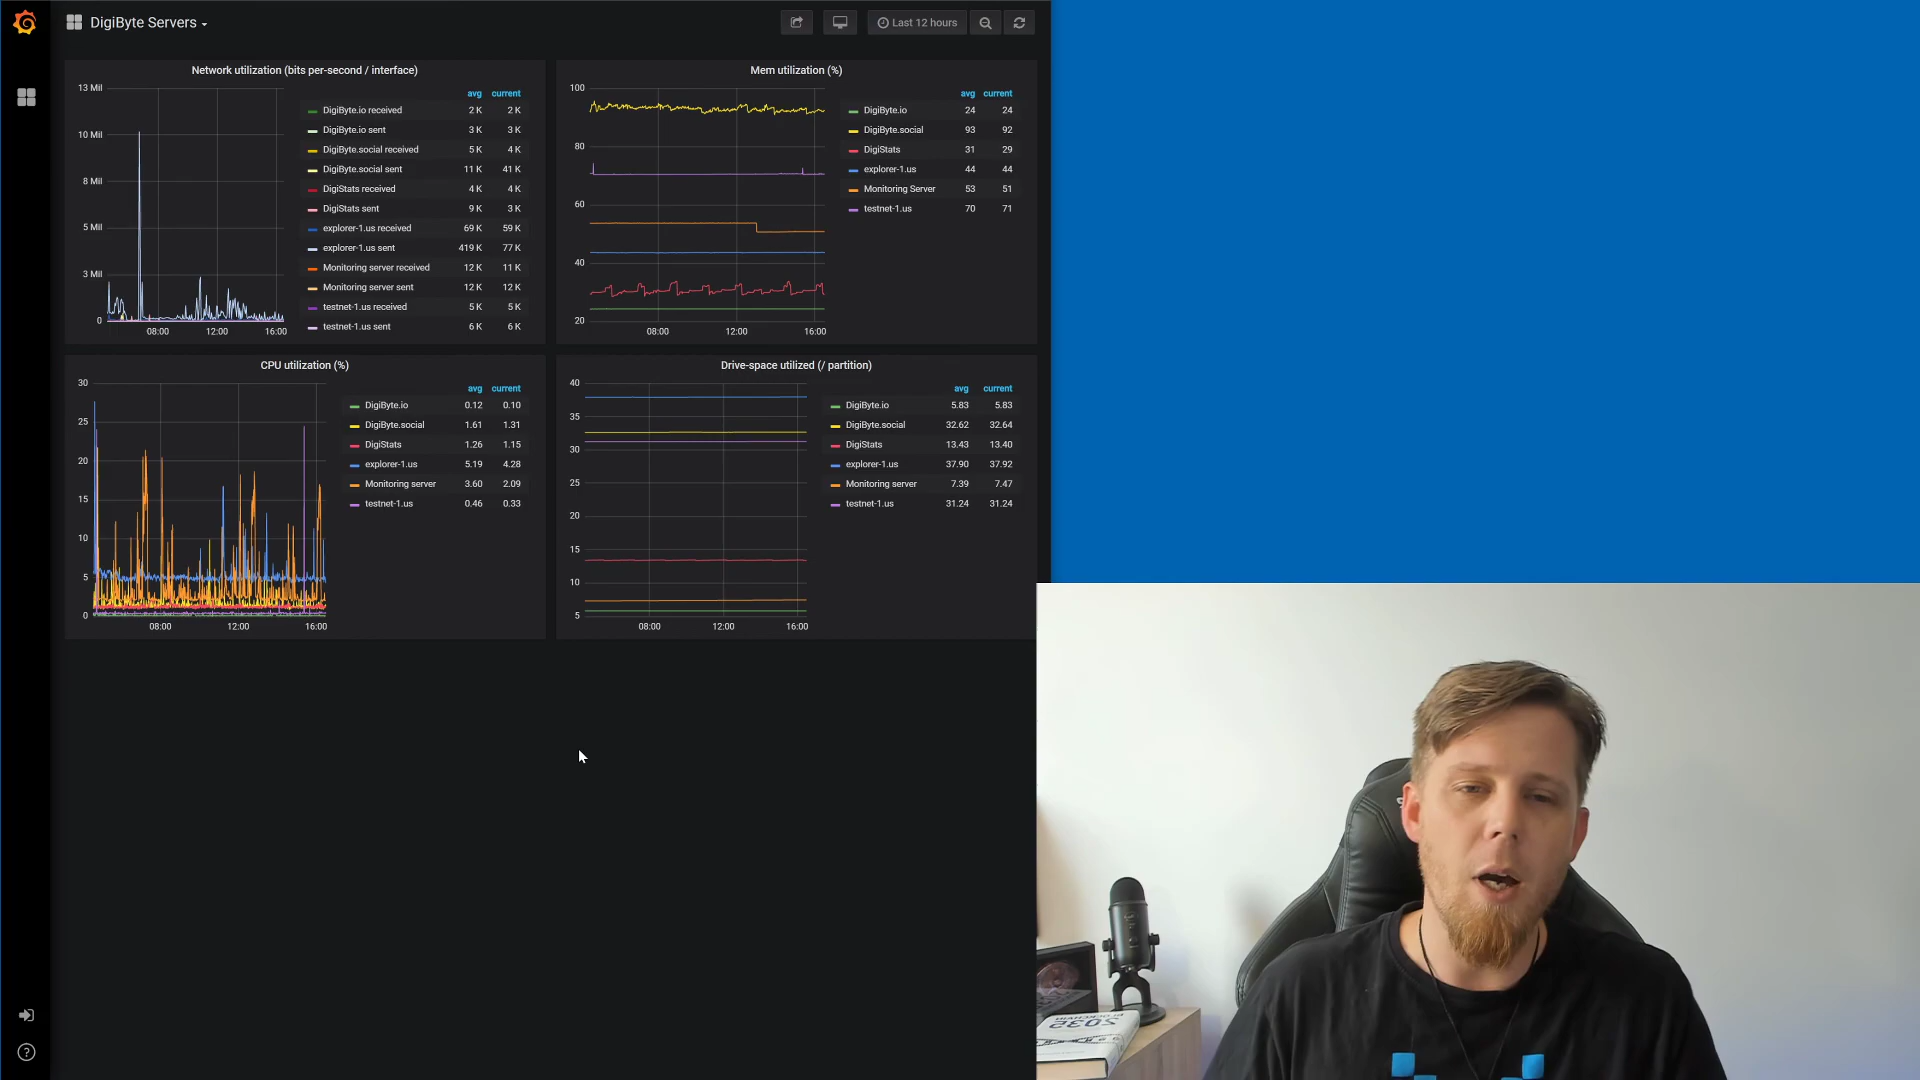 DigiByte Servers
Last 12 hours
Network utilization (bits per-second / interface)
avg current
13 Mil
10 Mil
8 Mil
5 Mil
3 Mil
0
08:00 12:00 16:00
DigiByte.io received 2 K 2 K
DigiByte.io sent 3 K 3 K
DigiByte.social received 5 K 4 K
DigiByte.social sent 11 K 41 K
DigiStats received 4 K 4 K
DigiStats sent 9 K 3 K
explorer-1.us received 69 K 59 K
explorer-1.us sent 419 K 77 K
Monitoring server received 12 K 11 K
Monitoring server sent 12 K 12 K
testnet-1.us received 5 K 5 K
testnet-1.us sent 6 K 6 K
Mem utilization (%)
avg current
100
80
60
40
20
08:00 12:00 16:00
DigiByte.io 24 24
DigiByte.social 93 92
DigiStats 31 29
explorer-1.us 44 44
Monitoring Server 53 51
testnet-1.us 70 71
CPU utilization (%)
avg current
30
25
20
15
10
5
0
08:00 12:00 16:00
DigiByte.io 0.12 0.10
DigiByte.social 1.61 1.31
DigiStats 1.26 1.15
explorer-1.us 5.19 4.28
Monitoring server 3.60 2.09
testnet-1.us 0.46 0.33
Drive-space utilized (/ partition)
avg current
40
35
30
25
20
15
10
5
08:00 12:00 16:00
DigiByte.io 5.83 5.83
DigiByte.social 32.62 32.64
DigiStats 13.43 13.40
explorer-1.us 37.90 37.92
Monitoring server 7.39 7.47
testnet-1.us 31.24 31.24
2035